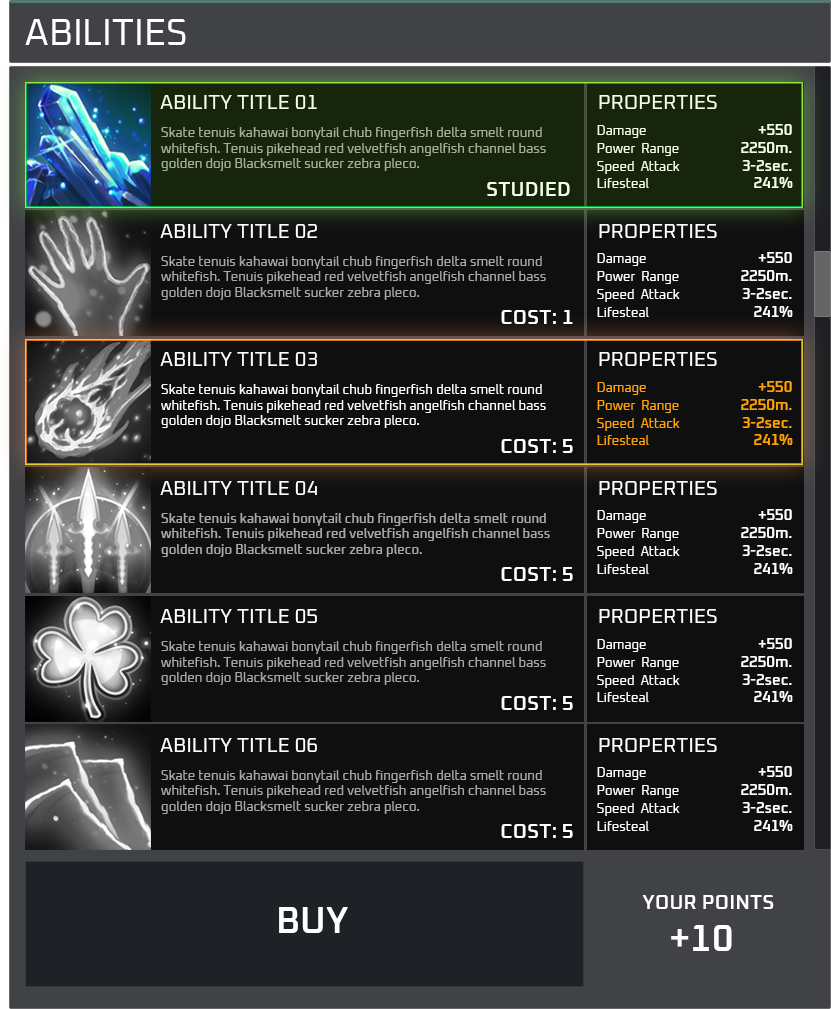 ABILITIES
ABILITY TITLE 01
Skate tenuis kahawai bonytail chub fingerfish delta smelt round
whitefish. Tenuis pikehead red velvetfish angelfish channel bass
golden dojo Blacksmelt sucker zebra pleco.
STUDIED
PROPERTIES
Damage +550
Power Range 2250m.
Speed Attack 3-2sec.
Lifesteal 241%
ABILITY TITLE 02
Skate tenuis kahawai bonytail chub fingerfish delta smelt round
whitefish. Tenuis pikehead red velvetfish angelfish channel bass
golden dojo Blacksmelt sucker zebra pleco.
COST: 1
PROPERTIES
Damage +550
Power Range 2250m.
Speed Attack 3-2sec.
Lifesteal 241%
ABILITY TITLE 03
Skate tenuis kahawai bonytail chub fingerfish delta smelt round
whitefish. Tenuis pikehead red velvetfish angelfish channel bass
golden dojo Blacksmelt sucker zebra pleco.
COST: 5
PROPERTIES
Damage +550
Power Range 2250m.
Speed Attack 3-2sec.
Lifesteal 241%
ABILITY TITLE 04
Skate tenuis kahawai bonytail chub fingerfish delta smelt round
whitefish. Tenuis pikehead red velvetfish angelfish channel bass
golden dojo Blacksmelt sucker zebra pleco.
COST: 5
PROPERTIES
Damage +550
Power Range 2250m.
Speed Attack 3-2sec.
Lifesteal 241%
ABILITY TITLE 05
Skate tenuis kahawai bonytail chub fingerfish delta smelt round
whitefish. Tenuis pikehead red velvetfish angelfish channel bass
golden dojo Blacksmelt sucker zebra pleco.
COST: 5
PROPERTIES
Damage +550
Power Range 2250m.
Speed Attack 3-2sec.
Lifesteal 241%
ABILITY TITLE 06
Skate tenuis kahawai bonytail chub fingerfish delta smelt round
whitefish. Tenuis pikehead red velvetfish angelfish channel bass
golden dojo Blacksmelt sucker zebra pleco.
COST: 5
PROPERTIES
Damage +550
Power Range 2250m.
Speed Attack 3-2sec.
Lifesteal 241%
BUY
YOUR POINTS
+10